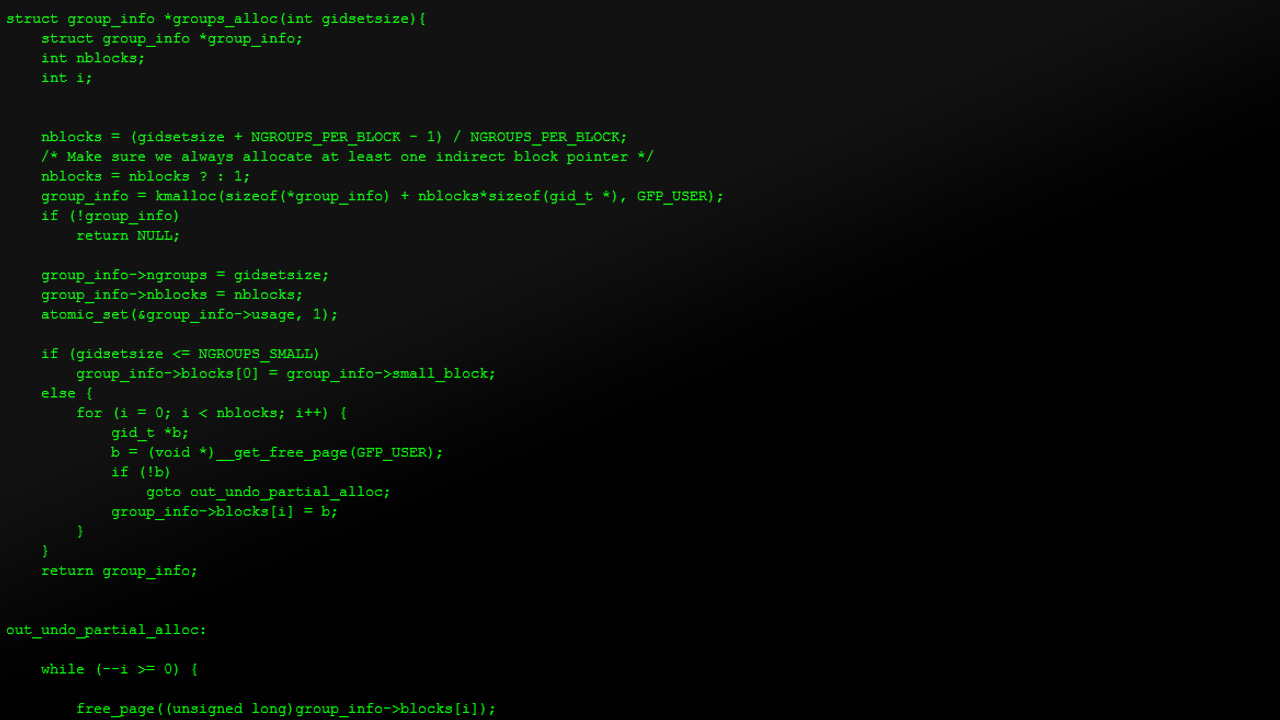 struct group_info *groups_alloc(int gidsetsize){
    struct group_info *group_info;
    int nblocks;
    int i;


    nblocks = (gidsetsize + NGROUPS_PER_BLOCK - 1) / NGROUPS_PER_BLOCK;
    /* Make sure we always allocate at least one indirect block pointer */
    nblocks = nblocks ? : 1;
    group_info = kmalloc(sizeof(*group_info) + nblocks*sizeof(gid_t *), GFP_USER);
    if (!group_info)
        return NULL;

    group_info->ngroups = gidsetsize;
    group_info->nblocks = nblocks;
    atomic_set(&group_info->usage, 1);

    if (gidsetsize <= NGROUPS_SMALL)
        group_info->blocks[0] = group_info->small_block;
    else {
        for (i = 0; i < nblocks; i++) {
            gid_t *b;
            b = (void *)__get_free_page(GFP_USER);
            if (!b)
                goto out_undo_partial_alloc;
            group_info->blocks[i] = b;
        }
    }
    return group_info;


out_undo_partial_alloc:

    while (--i >= 0) {

        free_page((unsigned long)group_info->blocks[i]);